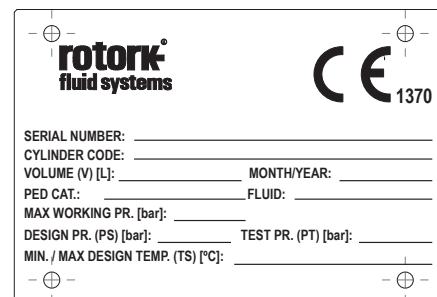 rotork®
fluid systems
CE 1370
SERIAL NUMBER:
CYLINDER CODE:
VOLUME (V) [L]: MONTH/YEAR:
PED CAT.: FLUID:
MAX WORKING PR. [bar]:
DESIGN PR. (PS) [bar]: TEST PR. (PT) [bar]:
MIN. / MAX DESIGN TEMP. (TS) [ºC]: